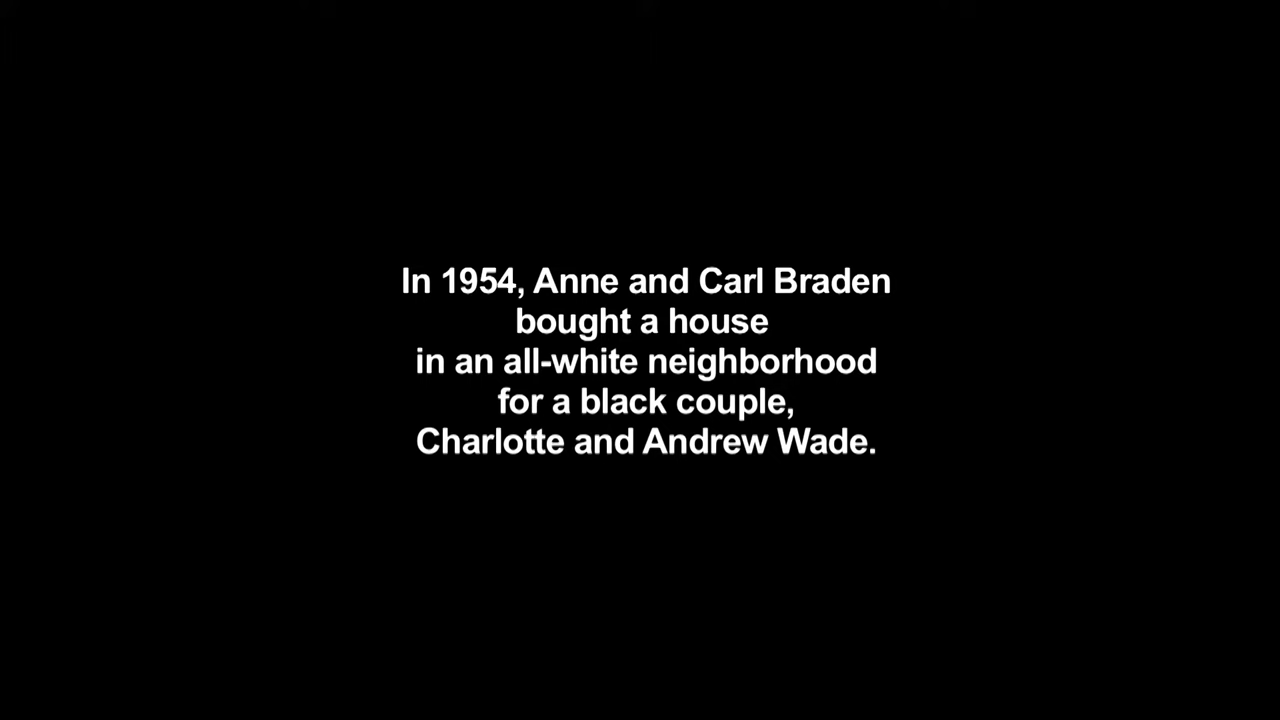 In 1954, Anne and Carl Braden
bought a house
in an all-white neighborhood
for a black couple,
Charlotte and Andrew Wade.